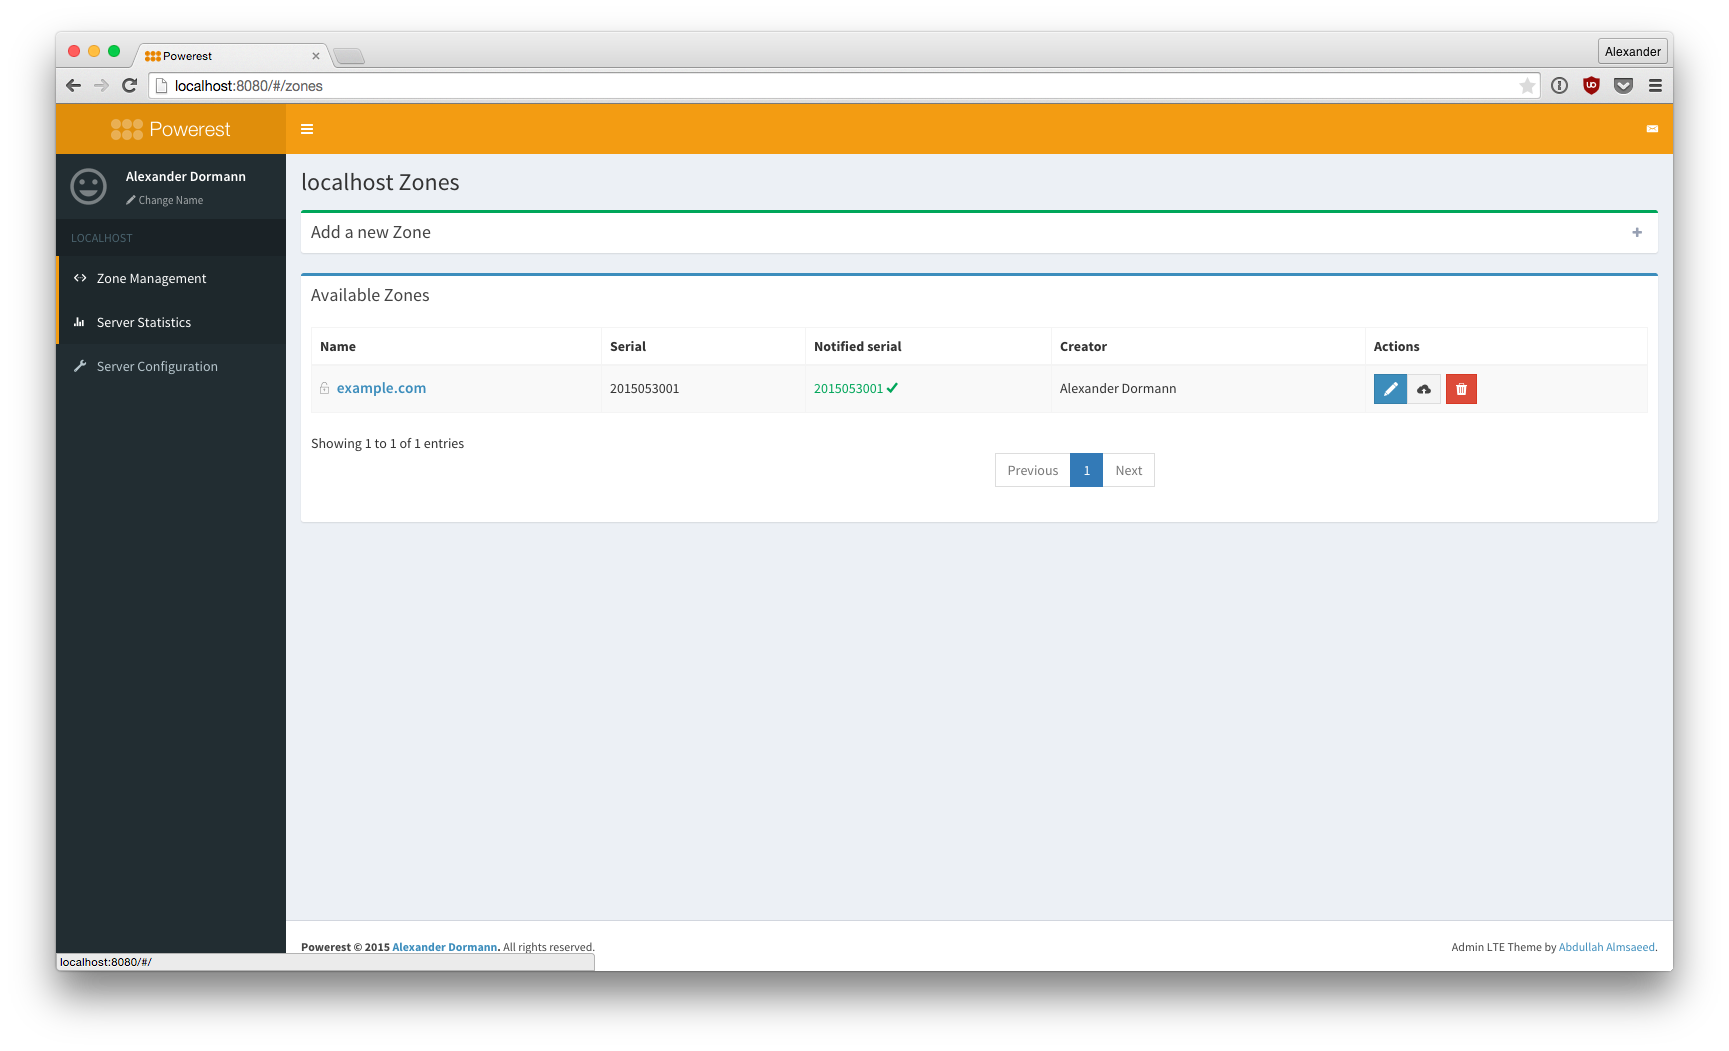 Powerest
Alexander
localhost:8080/#/zones
Powerest
Alexander Dormann
Change Name
LOCALHOST
Zone Management
Server Statistics
Server Configuration
localhost Zones
Add a new Zone
Available Zones
Name Serial Notified serial Creator Actions
example.com 2015053001 2015053001 Alexander Dormann
Showing 1 to 1 of 1 entries
Previous 1 Next
Powerest © 2015 Alexander Dormann. All rights reserved.
Admin LTE Theme by Abdullah Almsaeed.
localhost:8080/#/